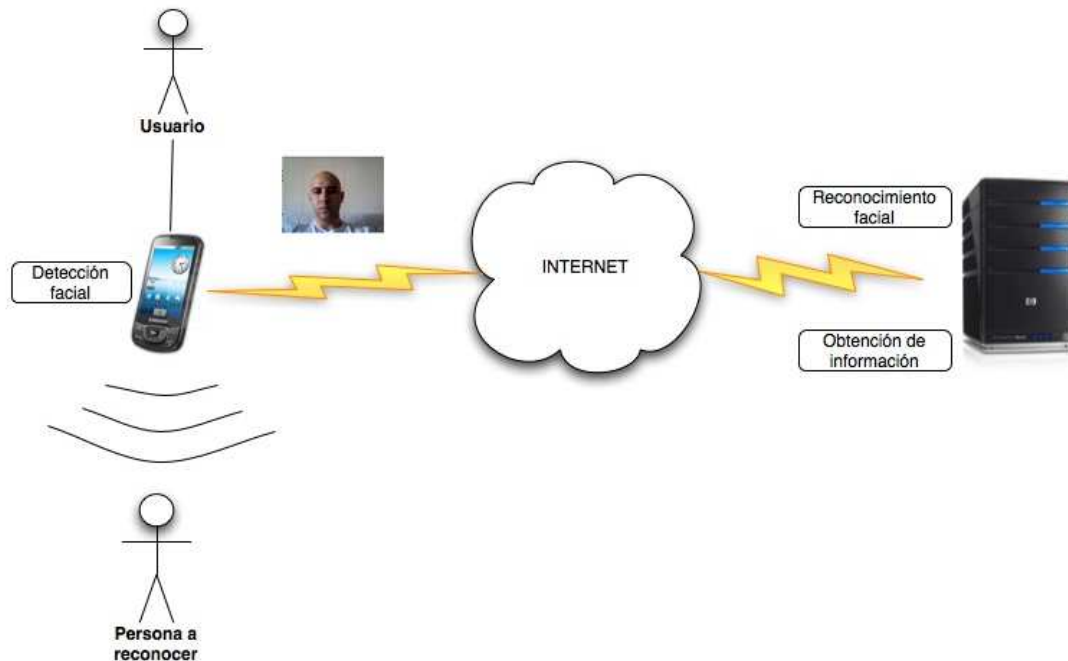 Usuario
Detección
facial
INTERNET
Reconocimiento
facial
Obtención de
información
Persona a
reconocer